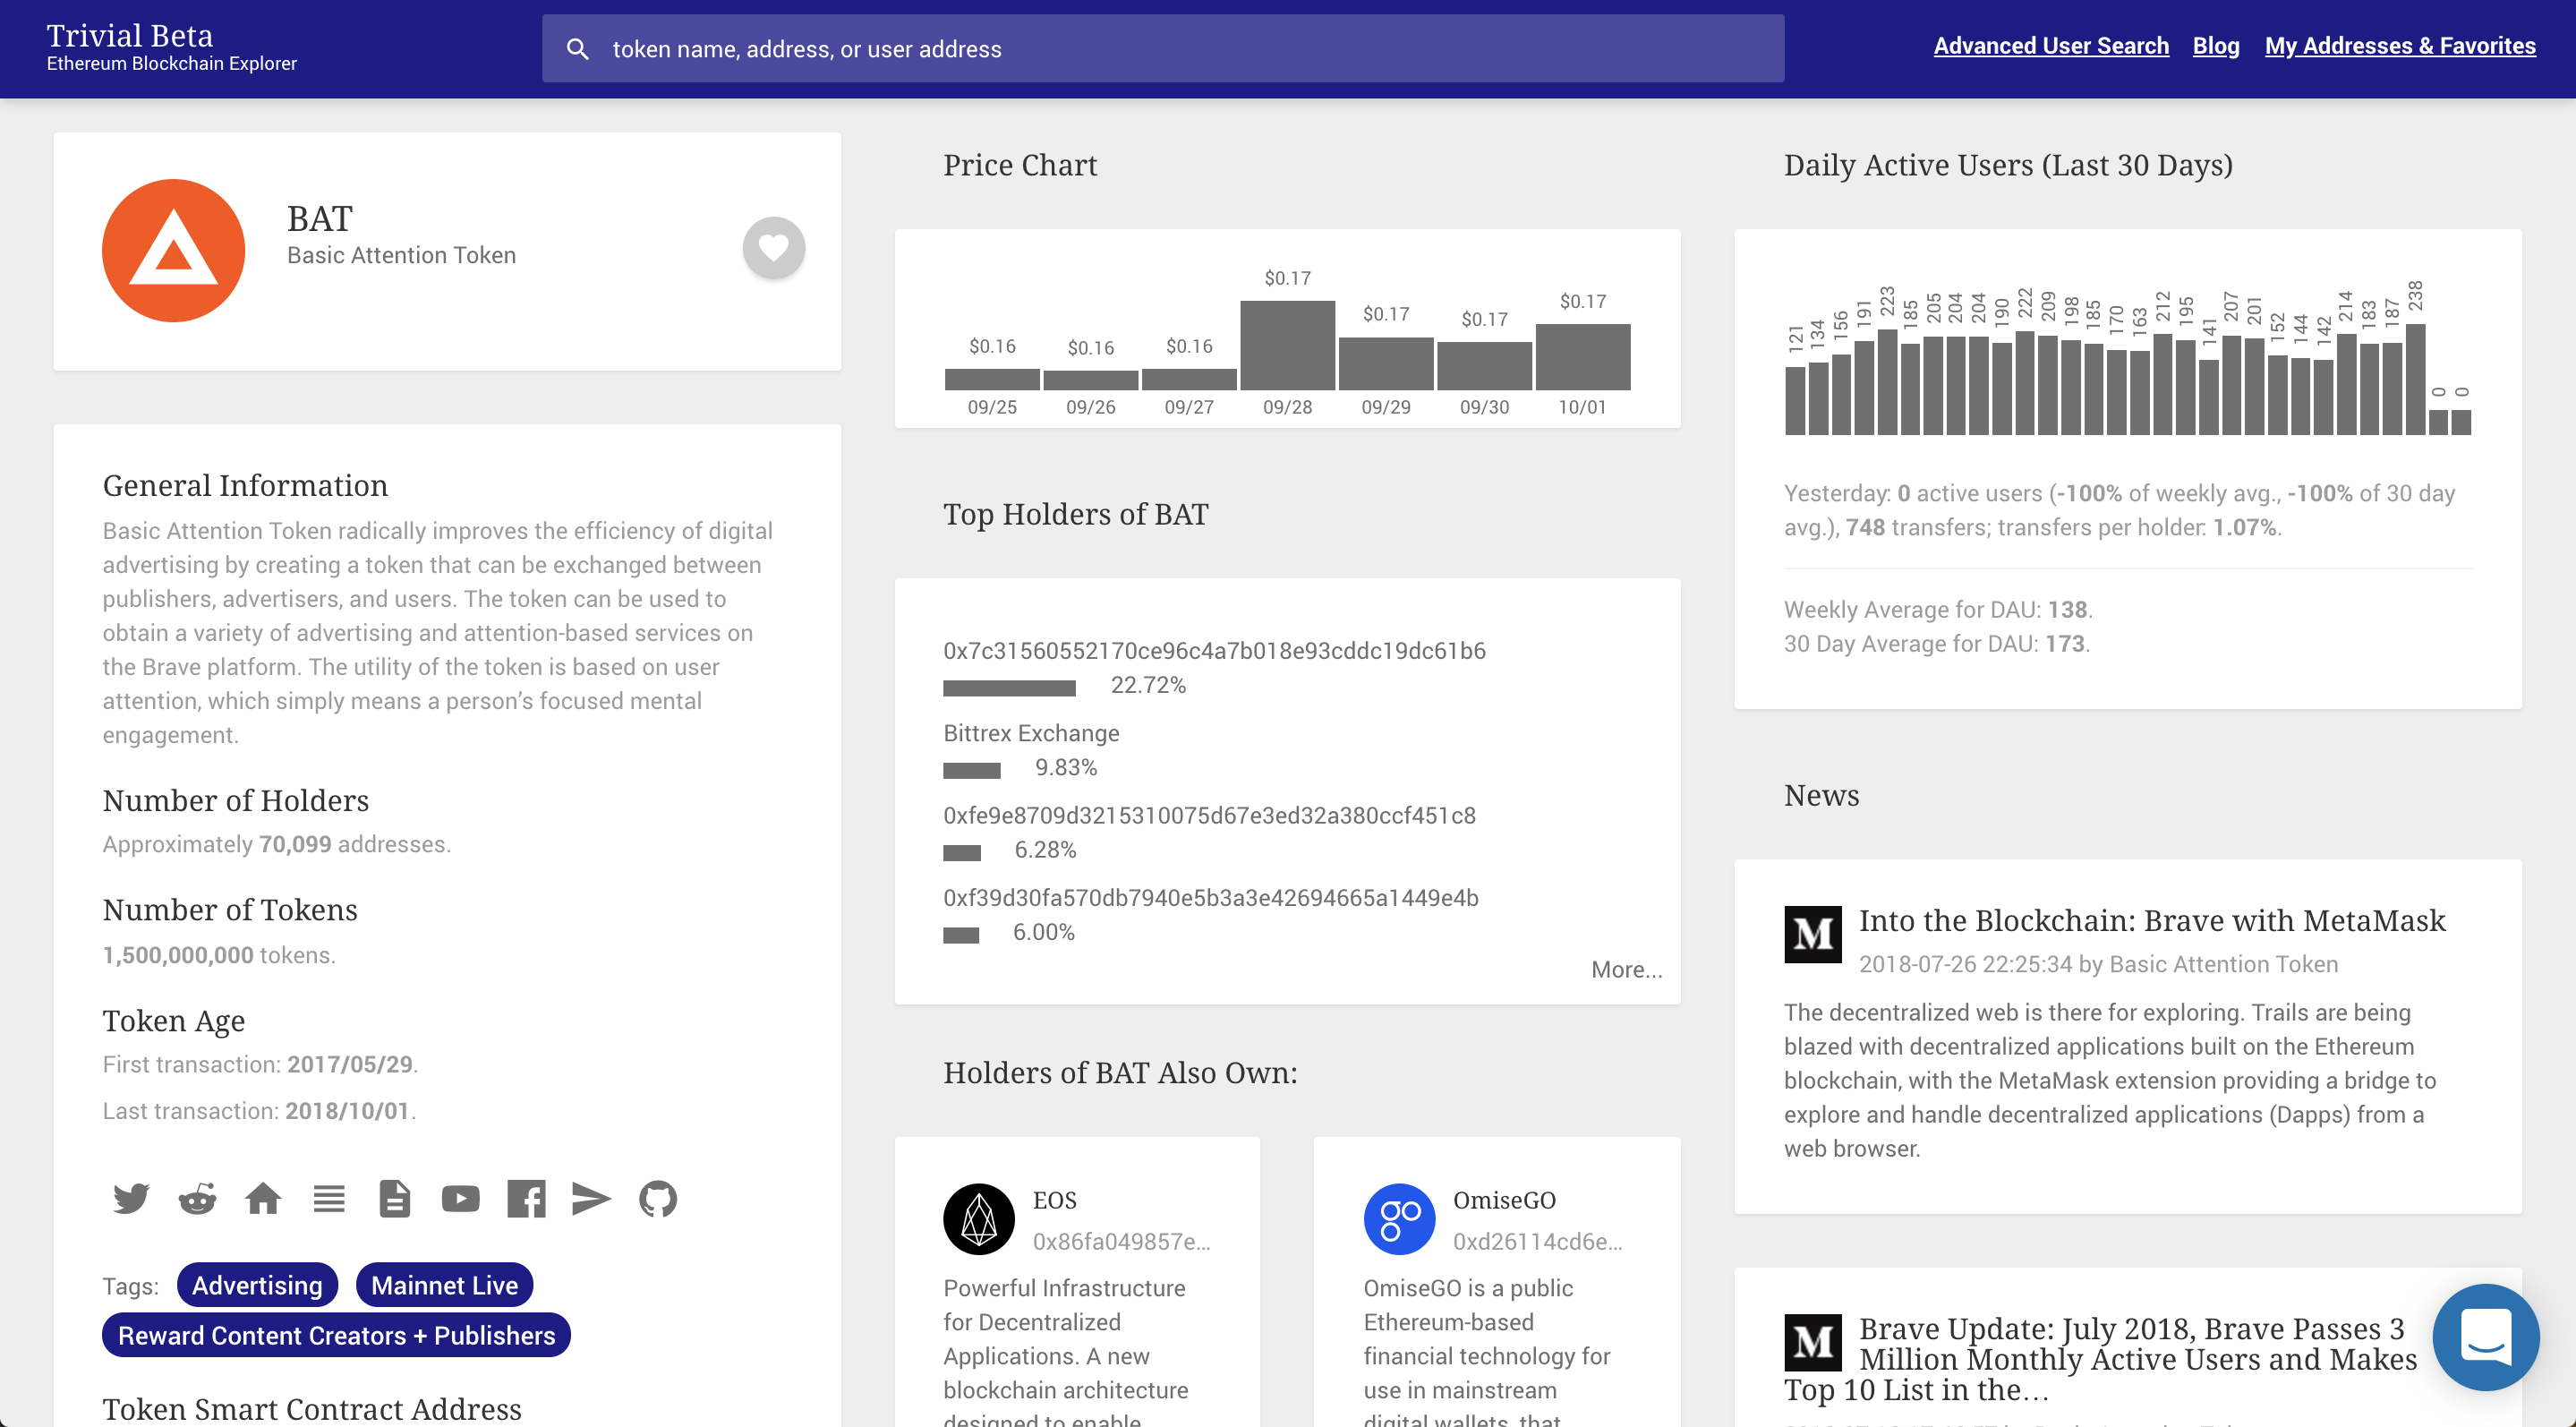 Trivial Beta
Ethereum Blockchain Explorer
token name, address, or user address
Advanced User Search
Blog
My Addresses & Favorites
BAT
Basic Attention Token
General Information
Basic Attention Token radically improves the efficiency of digital
advertising by creating a token that can be exchanged between
publishers, advertisers, and users. The token can be used to
obtain a variety of advertising and attention-based services on
the Brave platform. The utility of the token is based on user
attention, which simply means a person’s focused mental
engagement.
Number of Holders
Approximately 70,099 addresses.
Number of Tokens
1,500,000,000 tokens.
Token Age
First transaction: 2017/05/29.
Last transaction: 2018/10/01.
Tags: Advertising Mainnet Live
Reward Content Creators + Publishers
Token Smart Contract Address
Price Chart
$0.16 $0.16 $0.16 $0.17 $0.17 $0.17 $0.17
09/25 09/26 09/27 09/28 09/29 09/30 10/01
Top Holders of BAT
0x7c31560552170ce96c4a7b018e93cddc19dc61b6
22.72%
Bittrex Exchange
9.83%
0xfe9e8709d3215310075d67e3ed32a380ccf451c8
6.28%
0xf39d30fa570db7940e5b3a3e42694665a1449e4b
6.00%
More...
Holders of BAT Also Own:
EOS
0x86fa049857e...
Powerful Infrastructure
for Decentralized
Applications. A new
blockchain architecture
designed to enable
OmiseGO
0xd26114cd6e...
OmiseGO is a public
Ethereum-based
financial technology for
use in mainstream
digital wallets, that
Daily Active Users (Last 30 Days)
121 134 156 191 223 185 205 204 204 190 222 209 198 185 170 163 212 195 141 207 201 152 144 142 214 183 187 238 0 0
Yesterday: 0 active users (-100% of weekly avg., -100% of 30 day
avg.), 748 transfers; transfers per holder: 1.07%.
Weekly Average for DAU: 138.
30 Day Average for DAU: 173.
News
Into the Blockchain: Brave with MetaMask
2018-07-26 22:25:34 by Basic Attention Token
The decentralized web is there for exploring. Trails are being
blazed with decentralized applications built on the Ethereum
blockchain, with the MetaMask extension providing a bridge to
explore and handle decentralized applications (Dapps) from a
web browser.
Brave Update: July 2018, Brave Passes 3
Million Monthly Active Users and Makes
Top 10 List in the…